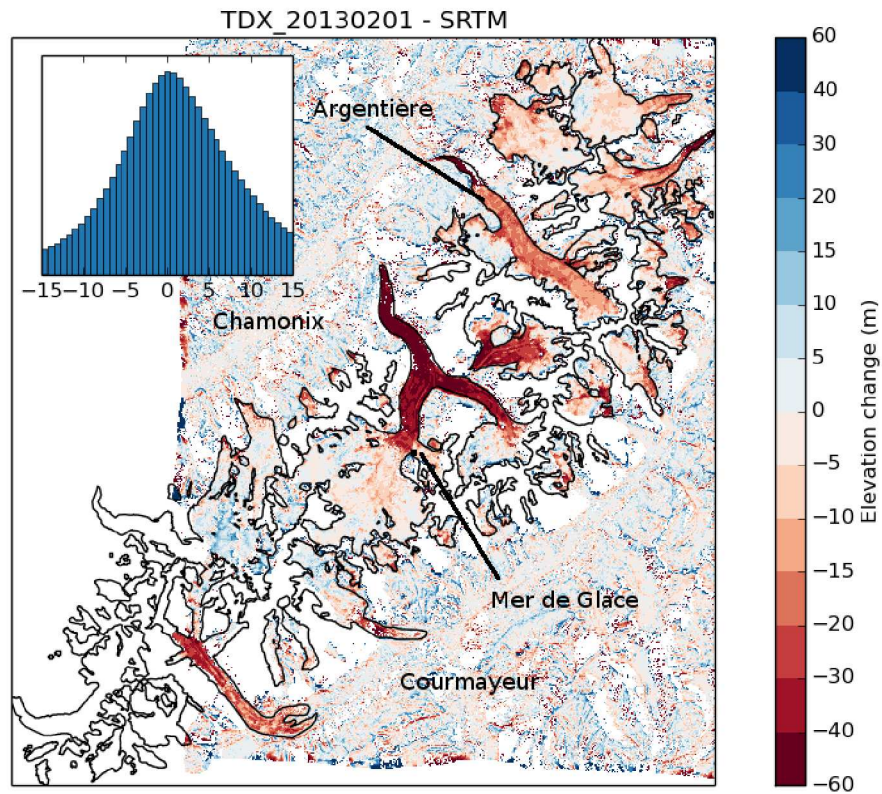 TDX_20130201 - SRTM
Argentière
−15−10 −5 0 5 10 15
Chamonix
Mer de Glace
Courmayeur
60
40
30
20
15
10
5
0
−5
−10
−15
−20
−30
−40
−60
Elevation change (m)